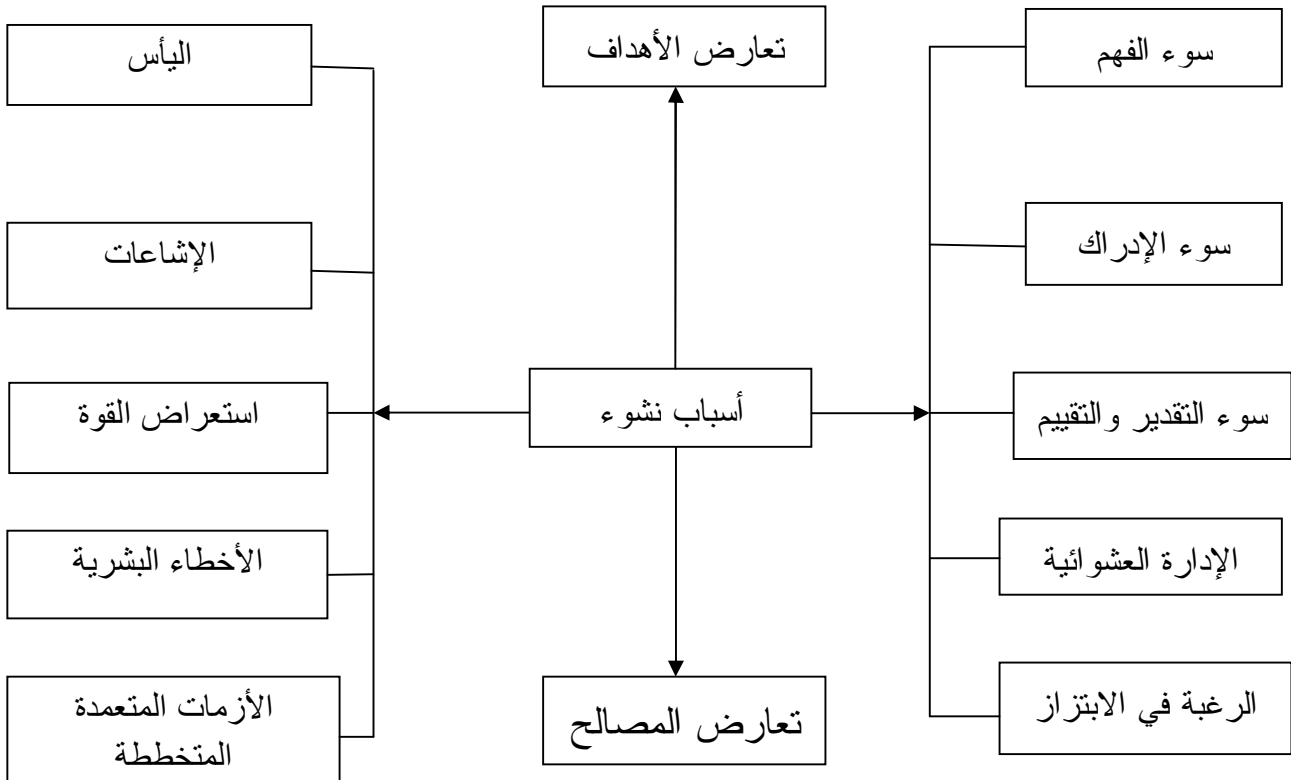 سوء الفهم
تعارض الأهداف
اليأس
سوء الإدراك
الإشاعات
سوء التقدير والتقييم
أسباب نشوء
استعراض القوة
الإدارة العشوائية
الأخطاء البشرية
الرغبة في الابتزاز
تعارض المصالح
الأزمات المتعمدة
المتخططة